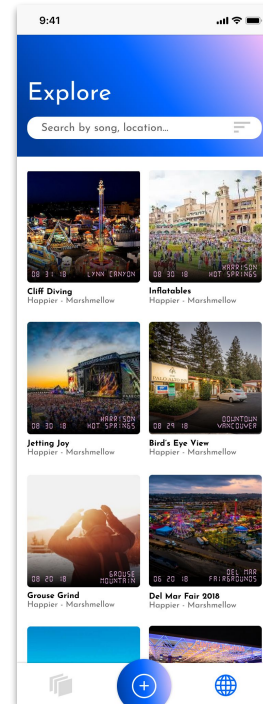 9:41
Explore
Search by song, location...
08 31 18 LYNN CANYON
Cliff Diving
Happier - Marshmellow
HARRISON
08 30 18 HOT SPRINGS
Inflatables
Happier - Marshmellow
HARRISON
08 30 18 HOT SPRINGS
Jetting Joy
Happier - Marshmellow
DOWNTOWN
08 29 18 VANCOUVER
Bird's Eye View
Happier - Marshmellow
GROUSE
08 20 18 MOUNTAIN
Grouse Grind
Happier - Marshmellow
DEL MAR
06 20 18 FAIRGROUNDS
Del Mar Fair 2018
Happier - Marshmellow